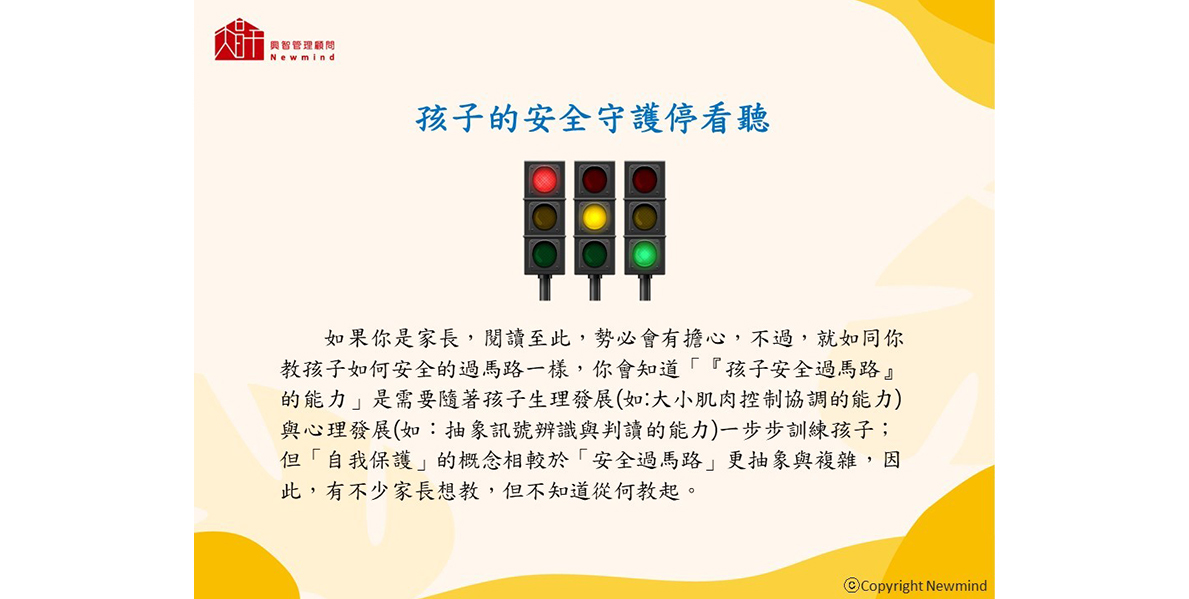 興智管理顧問
Newmind
孩子的安全守護停看聽
如果你是家長，閱讀至此，勢必會有擔心，不過，就如同你
教孩子如何安全的過馬路一樣，你會知道「『孩子安全過馬路』
的能力」是需要隨著孩子生理發展(如:大小肌肉控制協調的能力)
與心理發展(如：抽象訊號辨識與判讀的能力)一步步訓練孩子；
但「自我保護」的概念相較於「安全過馬路」更抽象與複雜，因
此，有不少家長想教，但不知道從何教起。
©Copyright Newmind